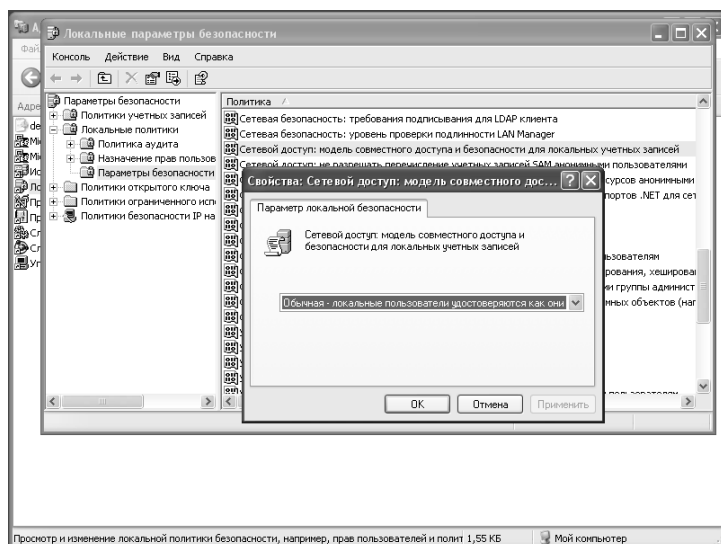 Локальные параметры безопасности
Консоль Действие Вид Справка
Параметры безопасности
Политики учетных записей
Локальные политики
Политика аудита
Назначение прав пользов
Параметры безопасности
Политики открытого ключа
Политики ограниченного исп
Политики безопасности IP на
Политика
Сетевая безопасность: требования подписывания для LDAP клиента
Сетевая безопасность: уровень проверки подлинности LAN Manager
Сетевой доступ: модель совместного доступа и безопасности для локальных учетных записей
Сетевой доступ: не разрешать перечисление учетных записей SAM анонимными пользователями
Свойства: Сетевой доступ: модель совместного дос...
Параметр локальной безопасности
Сетевой доступ: модель совместного доступа и
безопасности для локальных учетных записей
Обычная - локальные пользователи удостоверяются как они
OK Отмена Применить
сурсов анонимными
портов .NET для сет
ьзователям
рования, хеширова
ии группы админист
мных объектов (наг
Просмотр и изменение локальной политики безопасности, например, прав пользователей и полит 1,55 КБ Мой компьютер